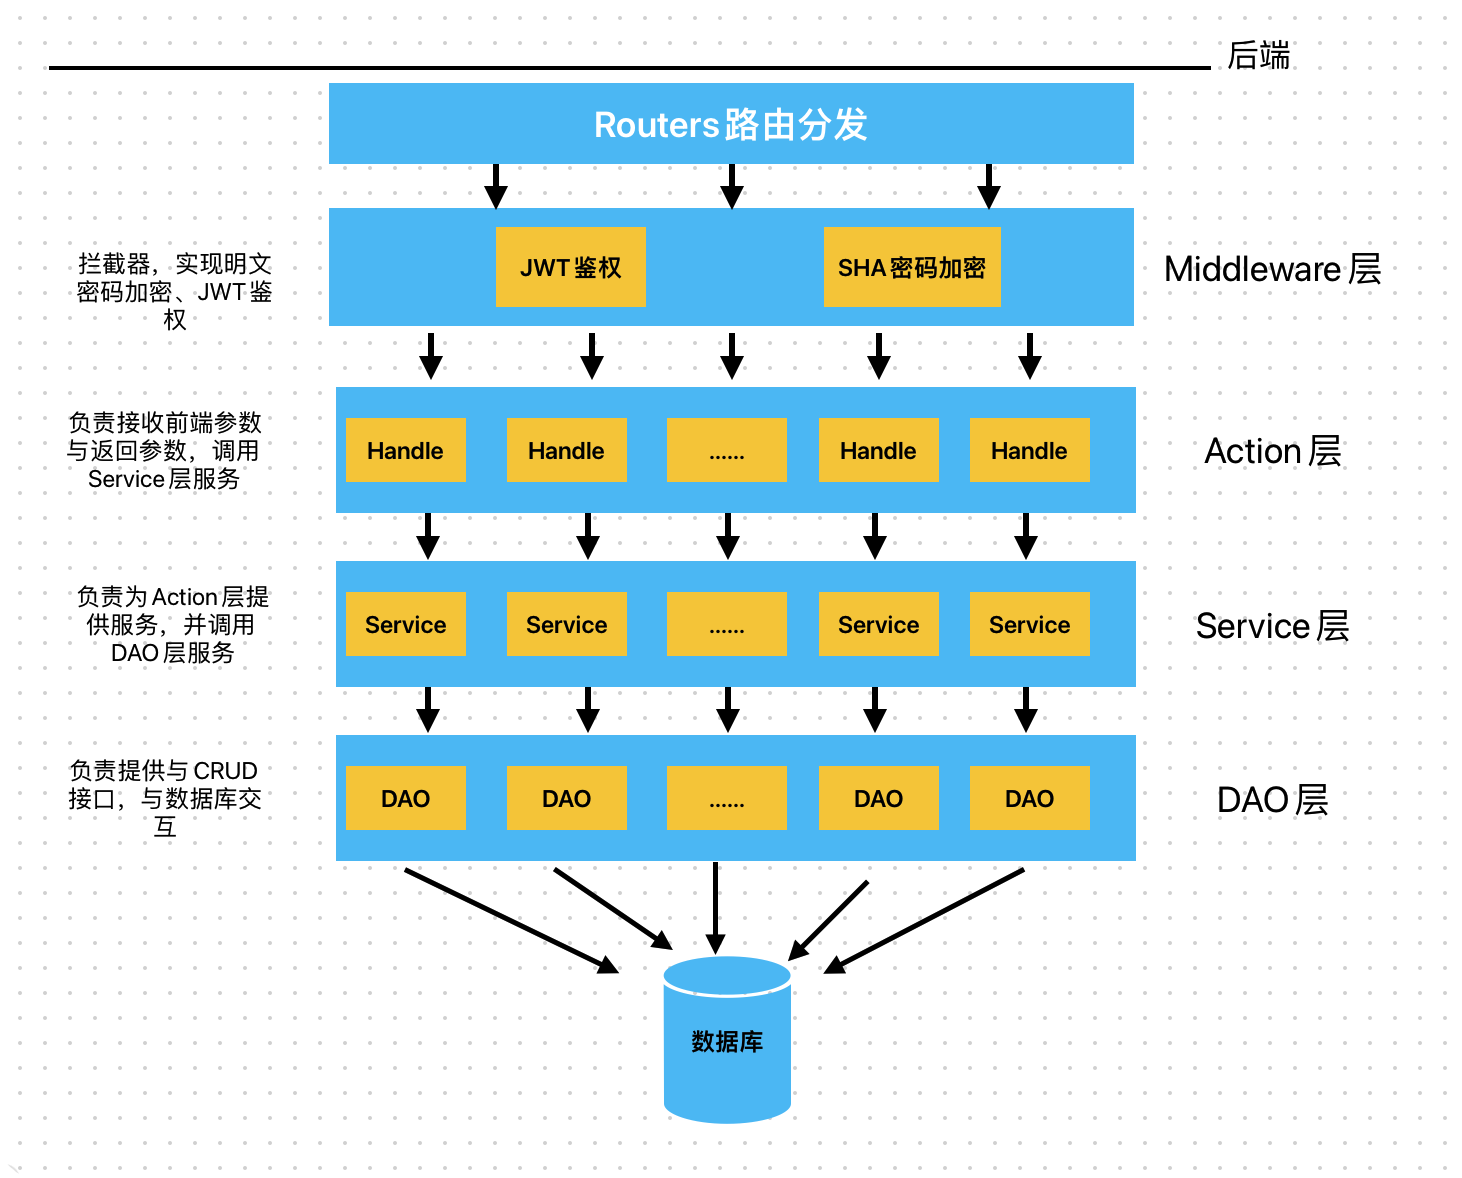 后端
Routers路由分发
拦截器，实现明文
密码加密、JWT鉴
权
JWT鉴权
SHA密码加密
Middleware层
负责接收前端参数
与返回参数，调用
Service层服务
Handle
Handle
......
Handle
Handle
Action层
负责为Action层提
供服务，并调用
DAO层服务
Service
Service
......
Service
Service
Service层
负责提供与CRUD
接口，与数据库交
互
DAO
DAO
......
DAO
DAO
DAO层
数据库